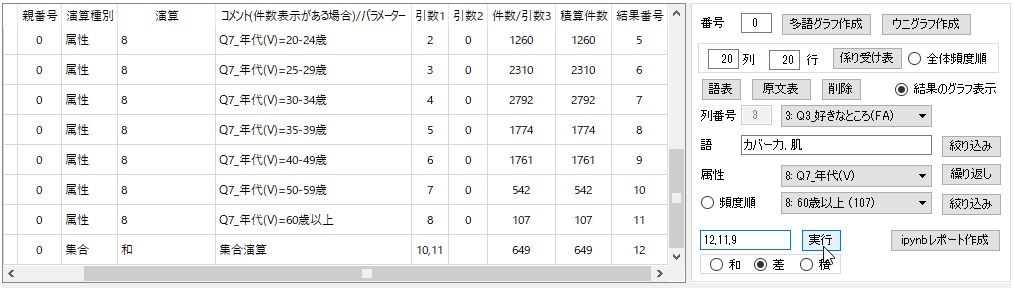 親番号 演算種別 演算 コメント(件数表示がある場合)/パラメーター 引数1 引数2 件数/引数3 積算件数 結果番号
0 属性 8 Q7_年代(V)=20-24歳 2 0 1260 1260 5
0 属性 8 Q7_年代(V)=25-29歳 3 0 2310 2310 6
0 属性 8 Q7_年代(V)=30-34歳 4 0 2792 2792 7
0 属性 8 Q7_年代(V)=35-39歳 5 0 1774 1774 8
0 属性 8 Q7_年代(V)=40-49歳 6 0 1761 1761 9
0 属性 8 Q7_年代(V)=50-59歳 7 0 542 542 10
0 属性 8 Q7_年代(V)=60歳以上 8 0 107 107 11
0 集合 和 集合演算 10,11 649 649 12
番号 0 多語グラフ作成 ウニグラフ作成
20 列 20 行 係り受け表 全体頻度順
語表 原文表 削除 結果のグラフ表示
列番号 3 3: Q3_好きなところ(FA)
語 カバー力, 肌 絞り込み
属性 8: Q7_年代(V) 繰り返し
頻度順 8: 60歳以上 (107) 絞り込み
12,11,9 実行 ipynbレポート作成
和 差 積